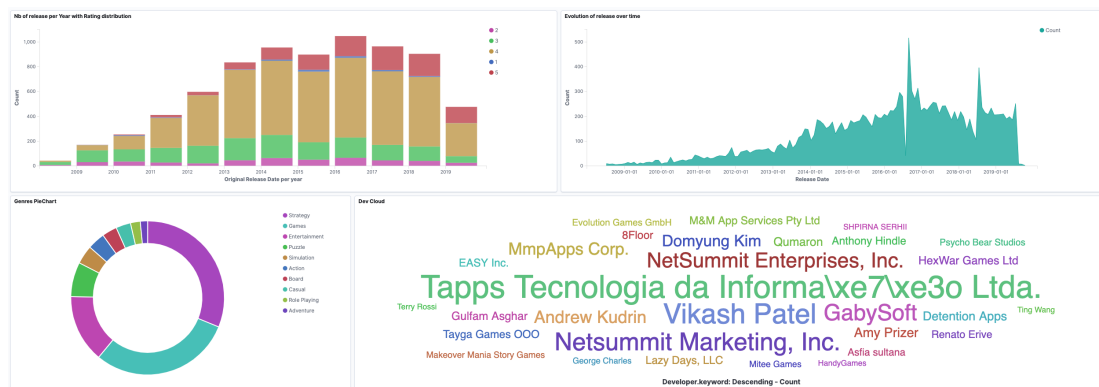 Nb of release per Year with Rating distribution
Count
1,000
800
600
400
200
0
2009
2010
2011
2012
2013
2014
2015
2016
2017
2018
2019
Original Release Date per year
2
3
4
1
5
Evolution of release over time
Count
500
400
300
200
100
0
2009-01-01
2010-01-01
2011-01-01
2012-01-01
2013-01-01
2014-01-01
2015-01-01
2016-01-01
2017-01-01
2018-01-01
2019-01-01
Release Date
Count
Genres PieChart
Strategy
Games
Entertainment
Puzzle
Simulation
Action
Board
Casual
Role Playing
Adventure
Dev Cloud
Evolution Games GmbH
M&M App Services Pty Ltd
SHPIRNA SERHII
8Floor
MmpApps Corp.
Domyung Kim
Qumaron
Anthony Hindle
Psycho Bear Studios
EASY Inc.
NetSummit Enterprises, Inc.
HexWar Games Ltd
Tapps Tecnologia da Informa\xe7\xe3o Ltda.
Terry Rossi
Gulfam Asghar
Andrew Kudrin
Vikash Patel
GabySoft
Detention Apps
Ting Wang
Tayga Games OOO
Netsummit Marketing, Inc.
Amy Prizer
Renato Erive
Makeover Mania Story Games
George Charles
Lazy Days, LLC
Mitee Games
HandyGames
Asfia sultana
Developer.keyword: Descending - Count